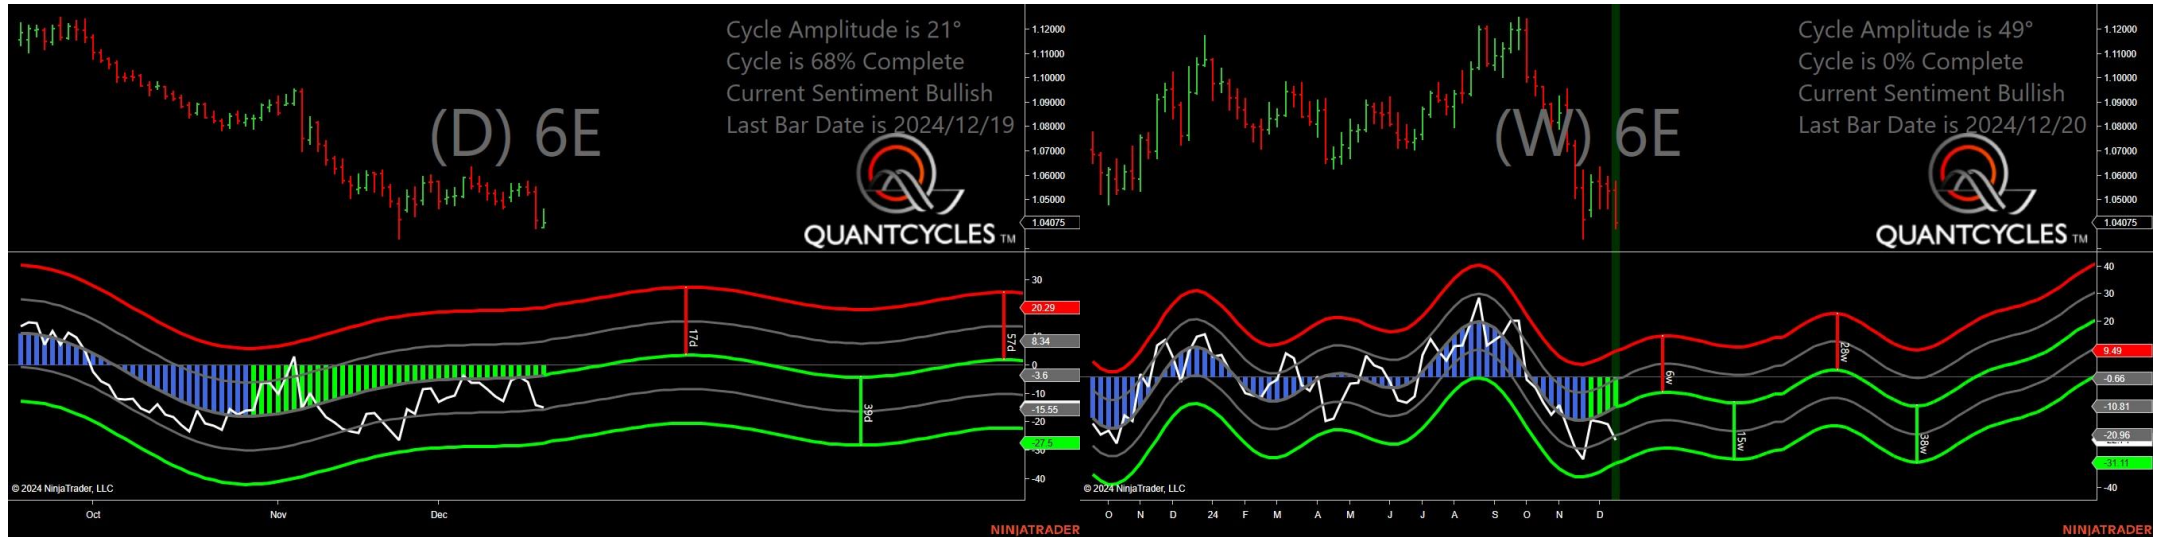 Cycle Amplitude is 21°
Cycle is 68% Complete
Current Sentiment Bullish
Last Bar Date is 2024/12/19
(D) 6E
QUANTCYCLES TM
1.12000
1.11000
1.10000
1.09000
1.08000
1.07000
1.06000
1.05000
1.04075
30
20.29
8.34
0
-3.6
-10
-15.55
-20
-27.5
-30
-40
17d
39d
57d
© 2024 NinjaTrader, LLC
Oct Nov Dec
NINJATRADER
Cycle Amplitude is 49°
Cycle is 0% Complete
Current Sentiment Bullish
Last Bar Date is 2024/12/20
(W) 6E
QUANTCYCLES TM
1.12000
1.11000
1.10000
1.09000
1.08000
1.07000
1.06000
1.05000
1.04075
40
30
20
9.49
-0.66
-10.81
-20.96
-31.11
-40
6w
15w
28w
38w
© 2024 NinjaTrader, LLC
O N D 24 F M A M J J A S O N D
NINJATRADER